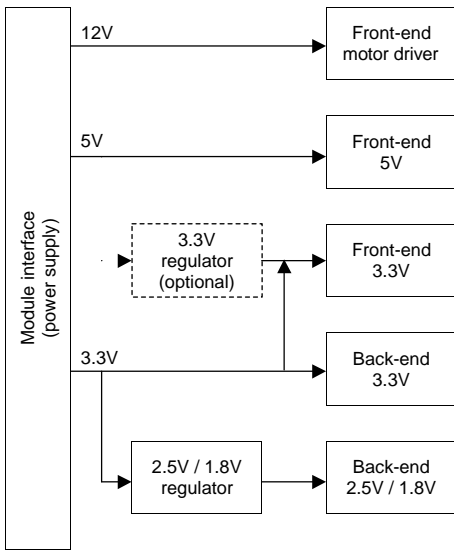 12V
Front-end
motor driver
5V
Front-end
5V
Module interface
(power supply)
3.3V
regulator
(optional)
Front-end
3.3V
3.3V
Back-end
3.3V
2.5V / 1.8V
regulator
Back-end
2.5V / 1.8V